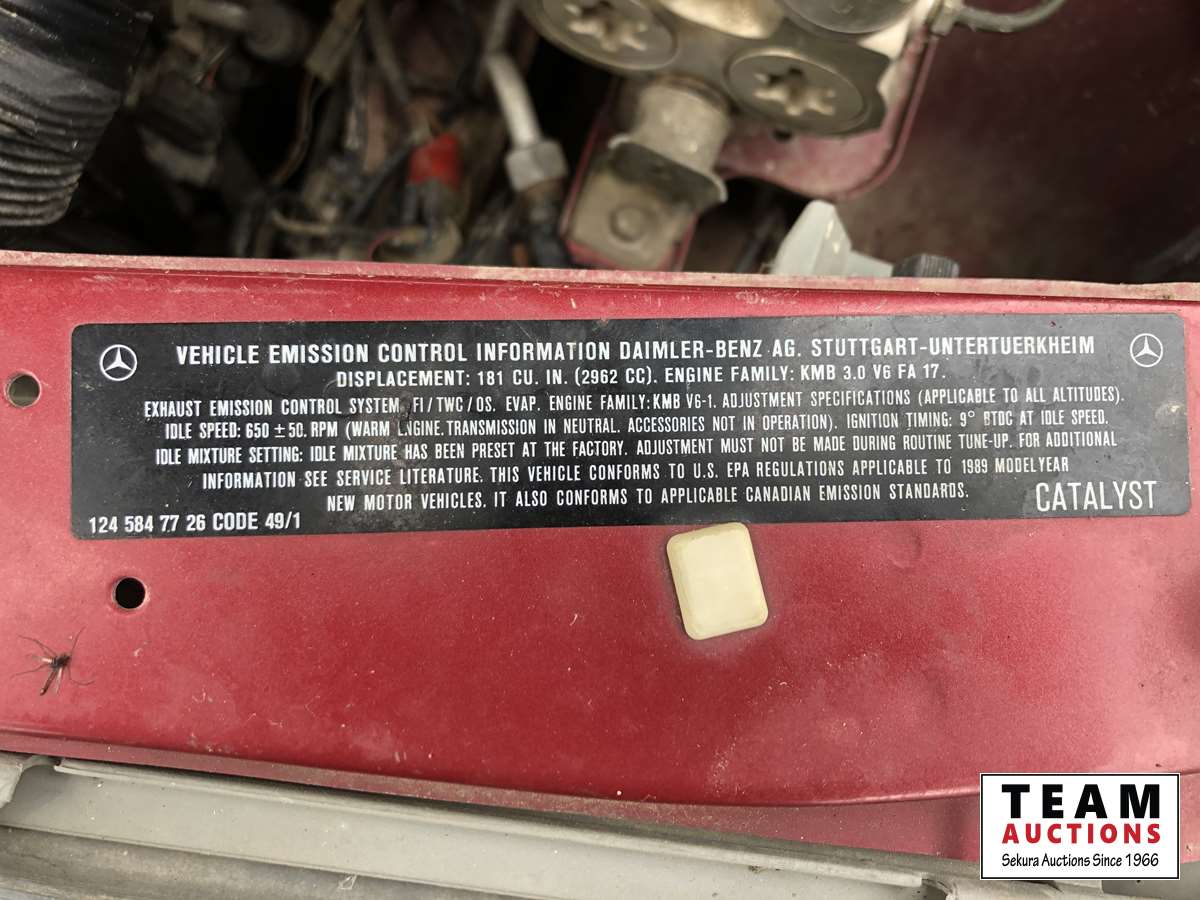 VEHICLE EMISSION CONTROL INFORMATION DAIMLER-BENZ AG. STUTTGART-UNTERTUERKHEIM
DISPLACEMENT: 181 CU. IN. (2962 CC). ENGINE FAMILY: KMB 3.0 V6 FA 17.
EXHAUST EMISSION CONTROL SYSTEM FI/TWC/OS. EVAP. ENGINE FAMILY: KMB V6-1. ADJUSTMENT SPECIFICATIONS (APPLICABLE TO ALL ALTITUDES).
IDLE SPEED: 650 ± 50. RPM (WARM ENGINE. TRANSMISSION IN NEUTRAL. ACCESSORIES NOT IN OPERATION). IGNITION TIMING: 9° BTDC AT IDLE SPEED.
IDLE MIXTURE SETTING: IDLE MIXTURE HAS BEEN PRESET AT THE FACTORY. ADJUSTMENT MUST NOT BE MADE DURING ROUTINE TUNE-UP. FOR ADDITIONAL
INFORMATION SEE SERVICE LITERATURE. THIS VEHICLE CONFORMS TO U.S. EPA REGULATIONS APPLICABLE TO 1989 MODELYEAR
NEW MOTOR VEHICLES. IT ALSO CONFORMS TO APPLICABLE CANADIAN EMISSION STANDARDS.
CATALYST
124 584 77 26 CODE 49/1
TEAM
AUCTIONS
Sekura Auctions Since 1966